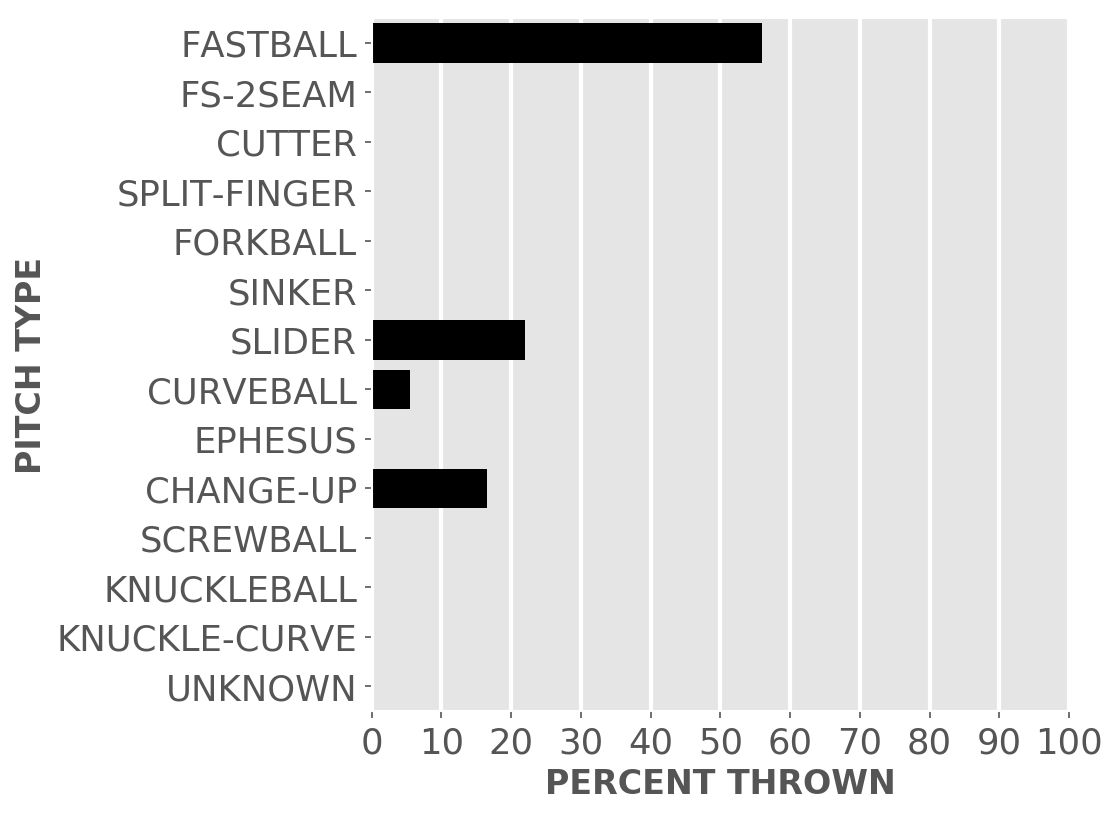 FASTBALL
FS-2SEAM
CUTTER
SPLIT-FINGER
FORKBALL
SINKER
SLIDER
CURVEBALL
EPHESUS
CHANGE-UP
SCREWBALL
KNUCKLEBALL
KNUCKLE-CURVE
UNKNOWN
PITCH TYPE
0 10 20 30 40 50 60 70 80 90 100
PERCENT THROWN